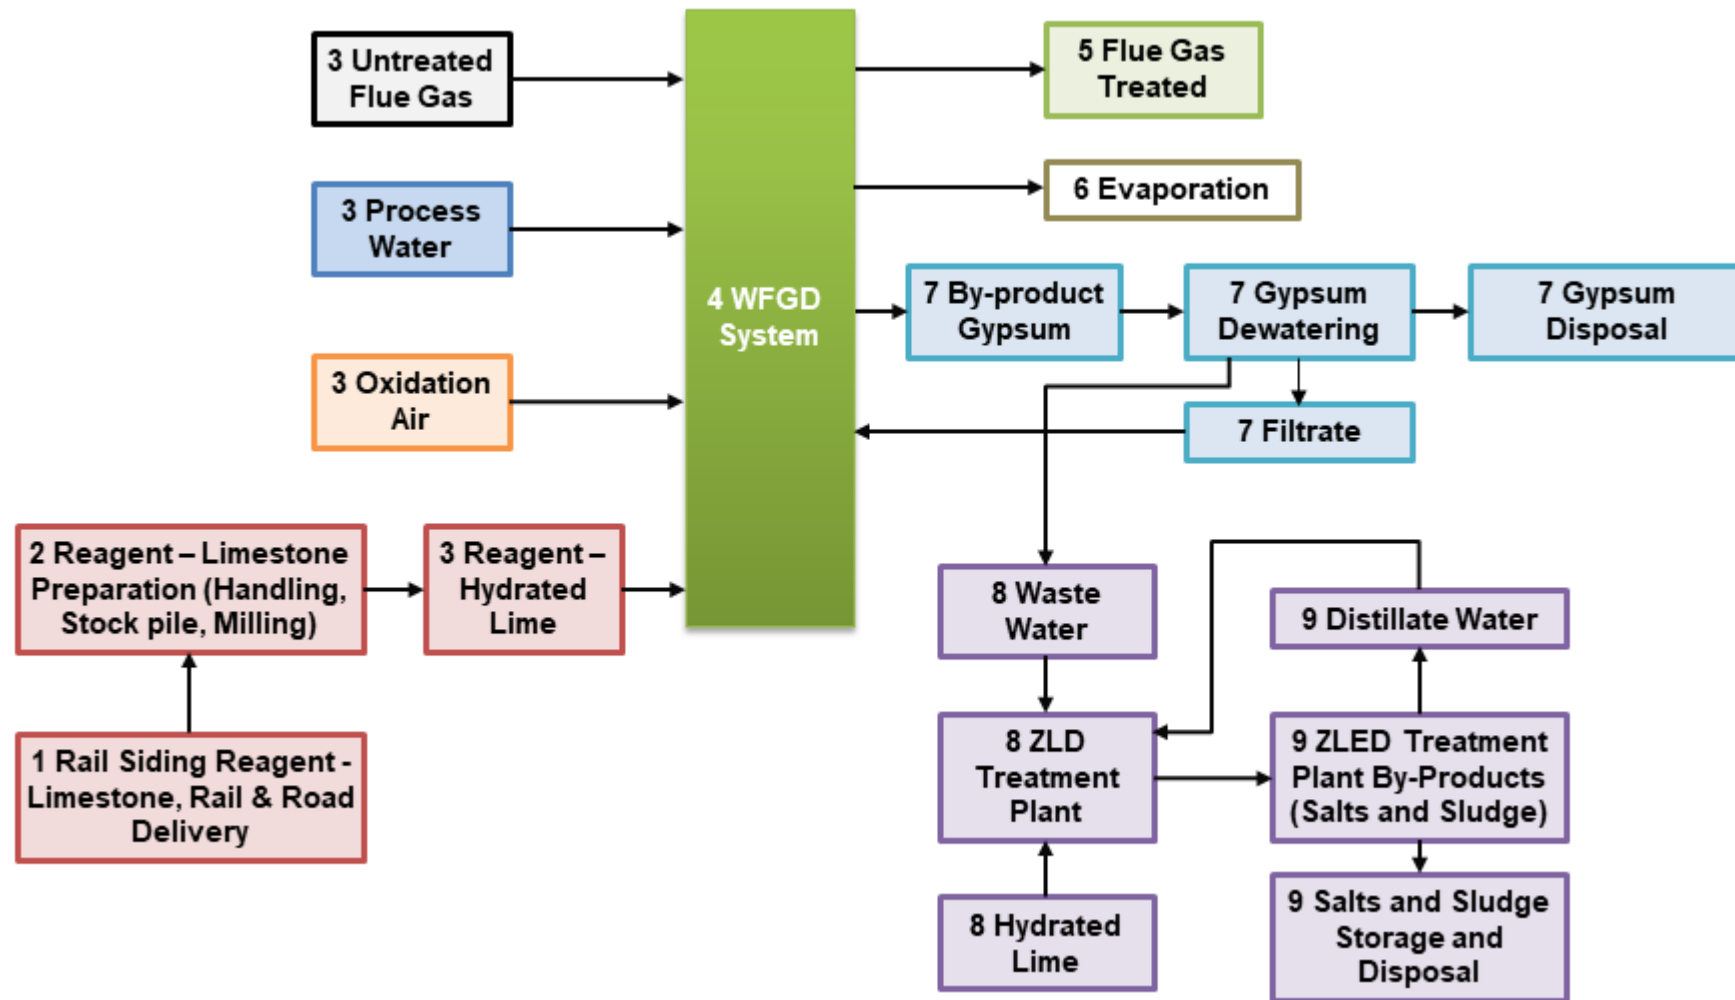 3 Untreated
Flue Gas
5 Flue Gas
Treated
3 Process
Water
6 Evaporation
4 WFGD
System
7 By-product
Gypsum
7 Gypsum
Dewatering
7 Gypsum
Disposal
3 Oxidation
Air
7 Filtrate
2 Reagent – Limestone
Preparation (Handling,
Stock pile, Milling)
3 Reagent –
Hydrated
Lime
8 Waste
Water
9 Distillate Water
1 Rail Siding Reagent -
Limestone, Rail & Road
Delivery
8 ZLD
Treatment
Plant
9 ZLED Treatment
Plant By-Products
(Salts and Sludge)
8 Hydrated
Lime
9 Salts and Sludge
Storage and
Disposal